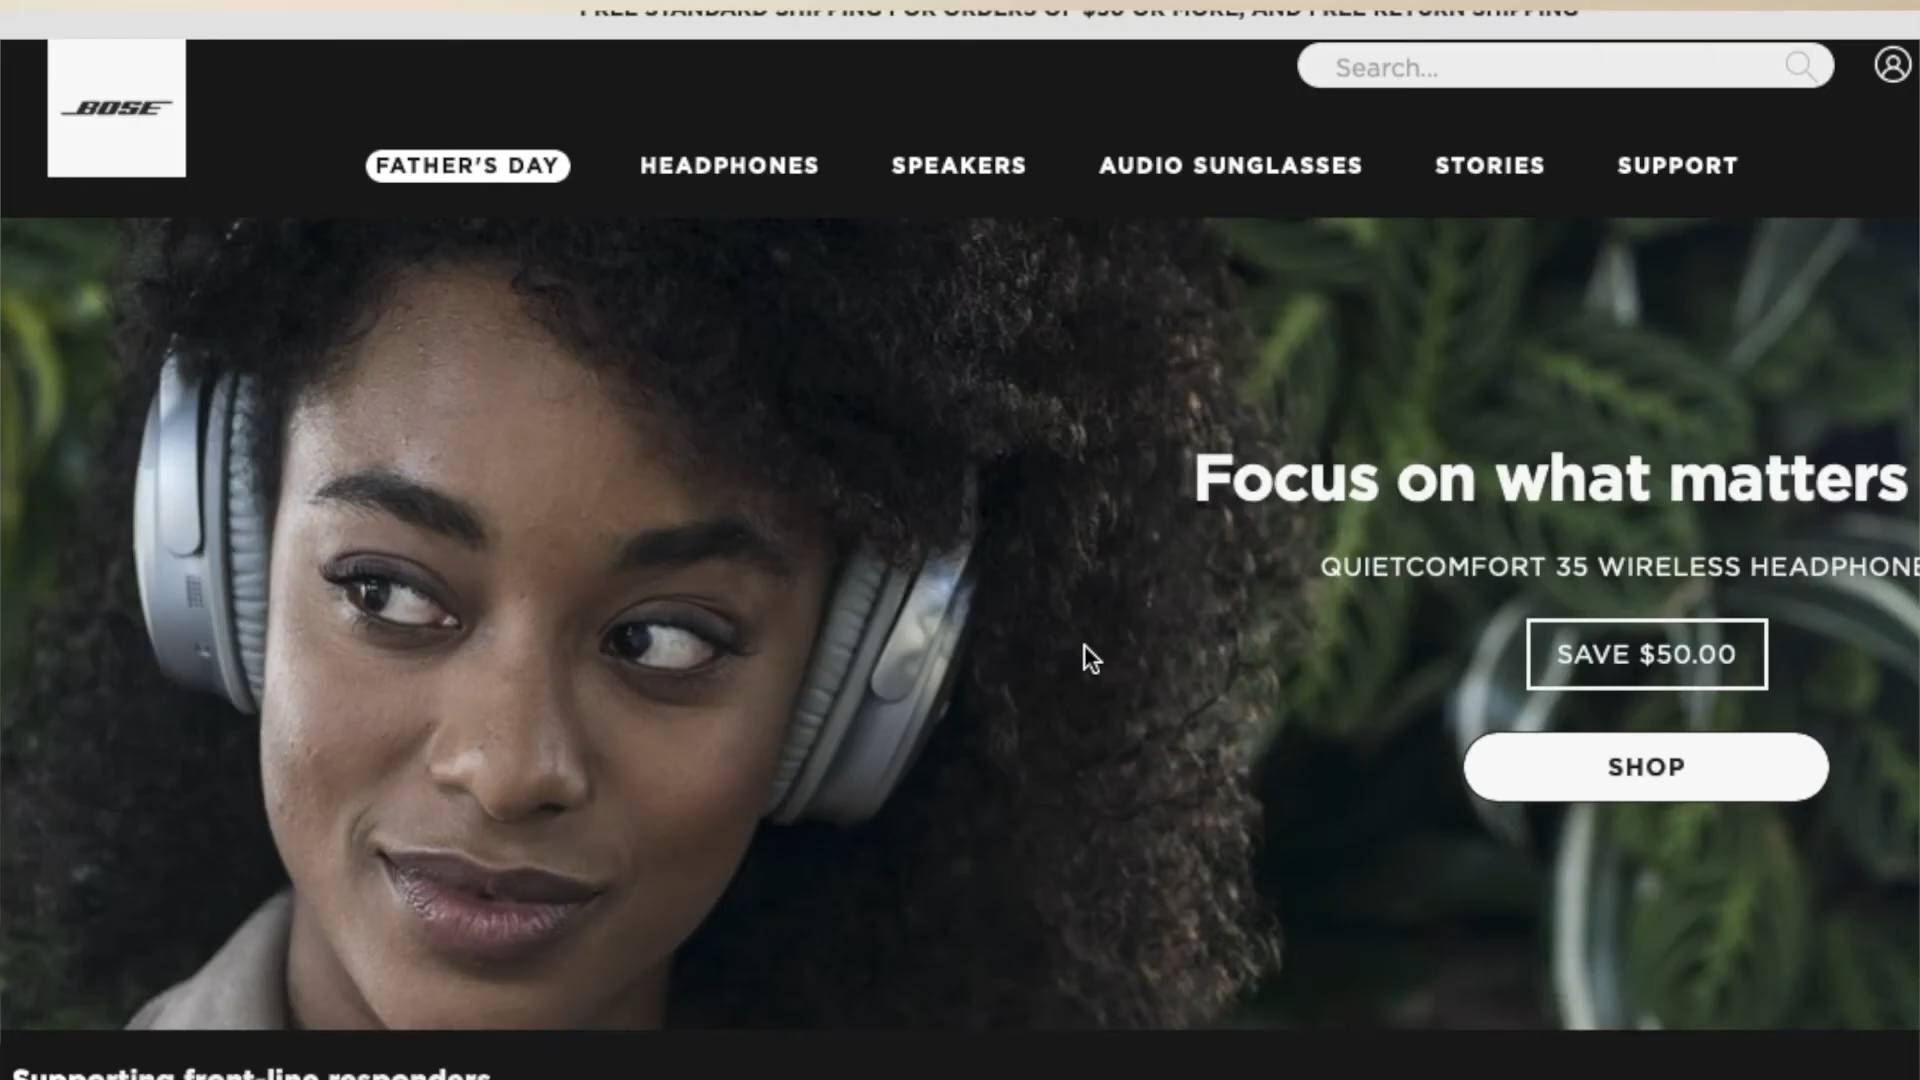 FREE STANDARD SHIPPING FOR ORDERS OF $50 OR MORE, AND FREE RETURN SHIPPING
Search...
BOSE
FATHER'S DAY HEADPHONES SPEAKERS AUDIO SUNGLASSES STORIES SUPPORT
Focus on what matters
QUIETCOMFORT 35 WIRELESS HEADPHONE
SAVE $50.00
SHOP
Supporting front-line responders